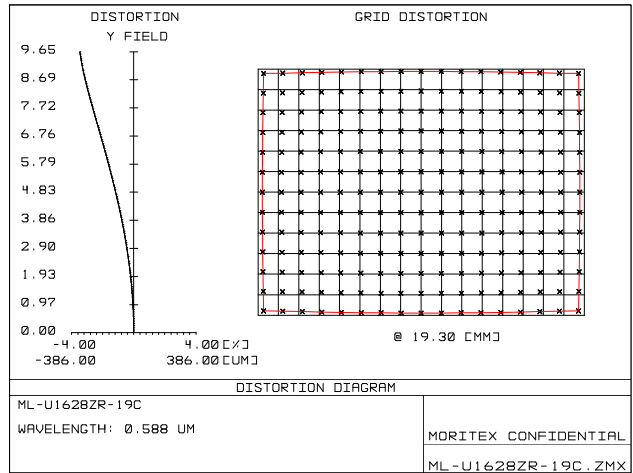 DISTORTION
Y FIELD
GRID DISTORTION
9.65
8.69
7.72
6.76
5.79
4.83
3.86
2.90
1.93
0.97
0.00
-4.00 4.00[%]
-386.00 386.00[UM]
@ 19.30 [MM]
DISTORTION DIAGRAM
ML-U1628ZR-19C
WAVELENGTH: 0.588 UM
MORITEX CONFIDENTIAL
ML-U1628ZR-19C.ZMX